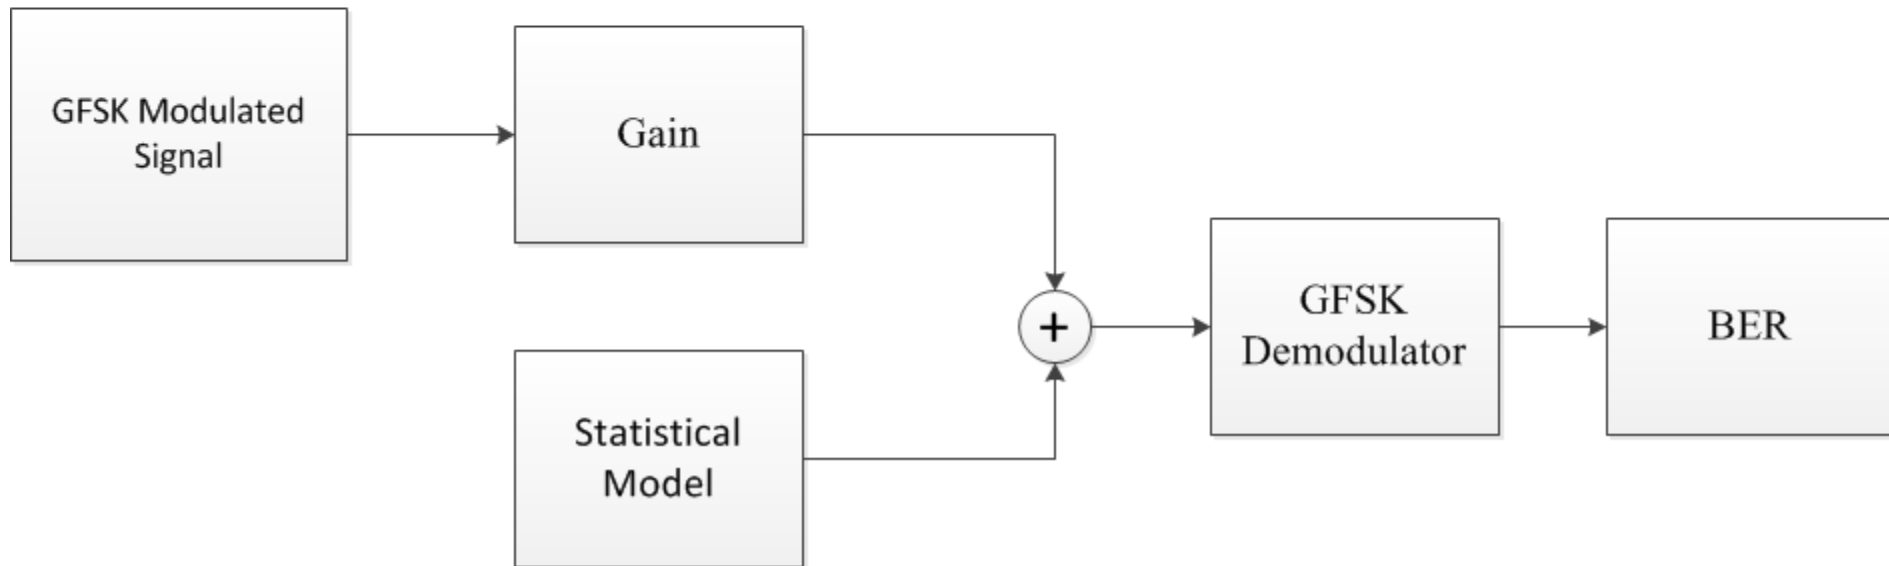 GFSK Modulated
Signal
Gain
+
Statistical
Model
GFSK
Demodulator
BER